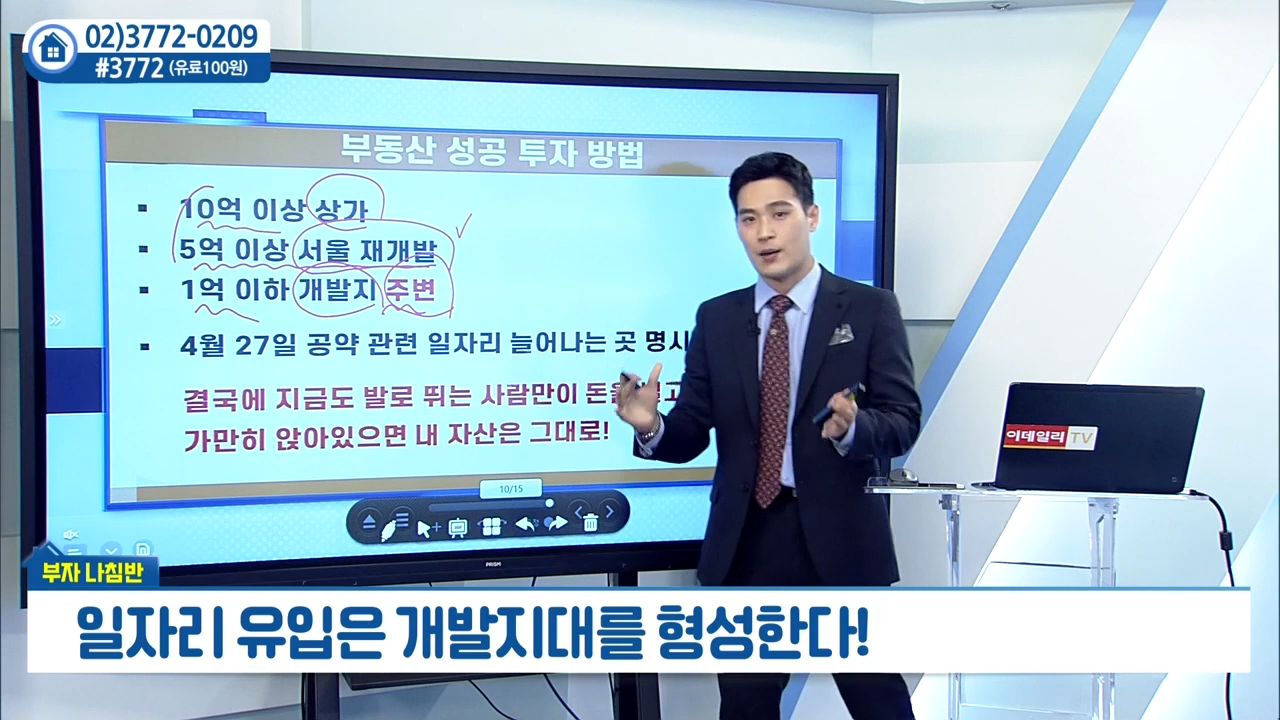 02)3772-0209
#3772 (유료100원)
부동산 성공 투자 방법
10억 이상 상가
5억 이상 서울 재개발
1억 이하 개발지 주변
4월 27일 공약 관련 일자리 늘어나는 곳 명시
결국에 지금도 발로 뛰는 사람만이 돈을
가만히 앉아있으면 내 자산은 그대로!
10/15
이데일리 TV
PRISM
부자 나침반
일자리 유입은 개발지대를 형성한다!